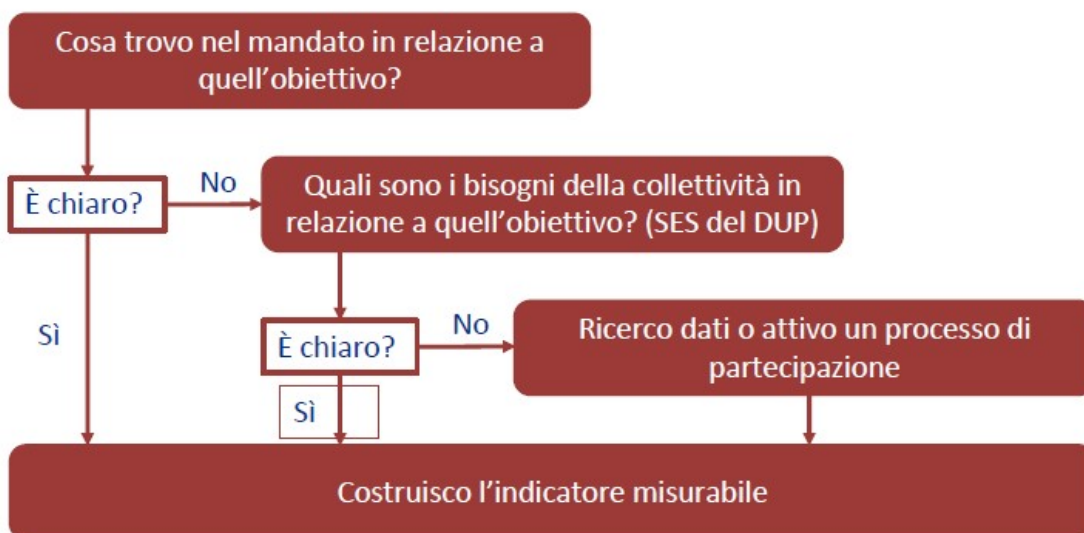 Cosa trovo nel mandato in relazione a
quell’obiettivo?
È chiaro?
No
Quali sono i bisogni della collettività in
relazione a quell’obiettivo? (SES del DUP)
Sì
È chiaro?
No
Ricerco dati o attivo un processo di
partecipazione
Sì
Costruisco l’indicatore misurabile